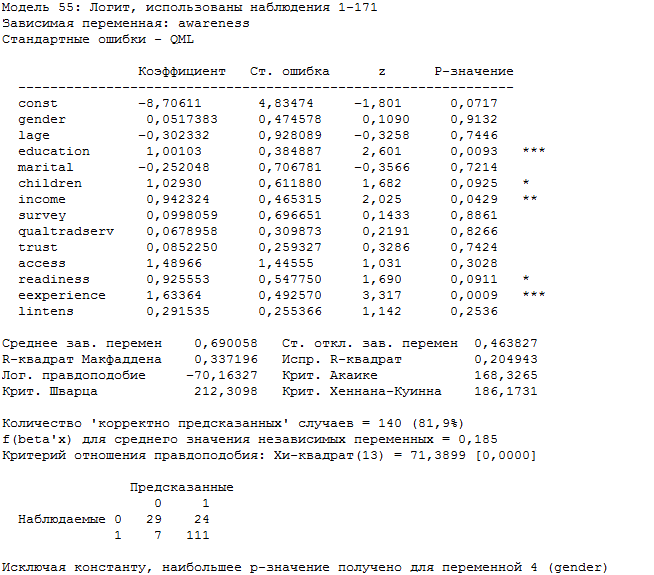 Модель 55: Логит, использованы наблюдения 1-171
Зависимая переменная: awareness
Стандартные ошибки - QML
Коэффициент Ст. ошибка z P-значение
----------------------------------------------------------------
const -8,70611 4,83474 -1,801 0,0717
gender 0,0517383 0,474578 0,1090 0,9132
lage -0,302332 0,928089 -0,3258 0,7446
education 1,00103 0,384887 2,601 0,0093 ***
marital -0,252048 0,706781 -0,3566 0,7214
children 1,02930 0,611880 1,682 0,0925 *
income 0,942324 0,465315 2,025 0,0429 **
survey 0,0998059 0,696651 0,1433 0,8861
qualtradserv 0,0678958 0,309873 0,2191 0,8266
trust 0,0852250 0,259327 0,3286 0,7424
access 1,48966 1,44555 1,031 0,3028
readiness 0,925553 0,547750 1,690 0,0911 *
eexperience 1,63364 0,492570 3,317 0,0009 ***
lintens 0,291535 0,255366 1,142 0,2536
Среднее зав. перемен 0,690058 Ст. откл. зав. перемен 0,463827
R-квадрат Макфаддена 0,337196 Испр. R-квадрат 0,204943
Лог. правдоподобие -70,16327 Крит. Акаике 168,3265
Крит. Шварца 212,3098 Крит. Хеннана-Куинна 186,1731
Количество 'корректно предсказанных' случаев = 140 (81,9%)
f(beta'x) для среднего значения независимых переменных = 0,185
Критерий отношения правдоподобия: Хи-квадрат(13) = 71,3899 [0,0000]
Предсказанные
0 1
Наблюдаемые 0 29 24
1 7 111
Исключая константу, наибольшее р-значение получено для переменной 4 (gender)